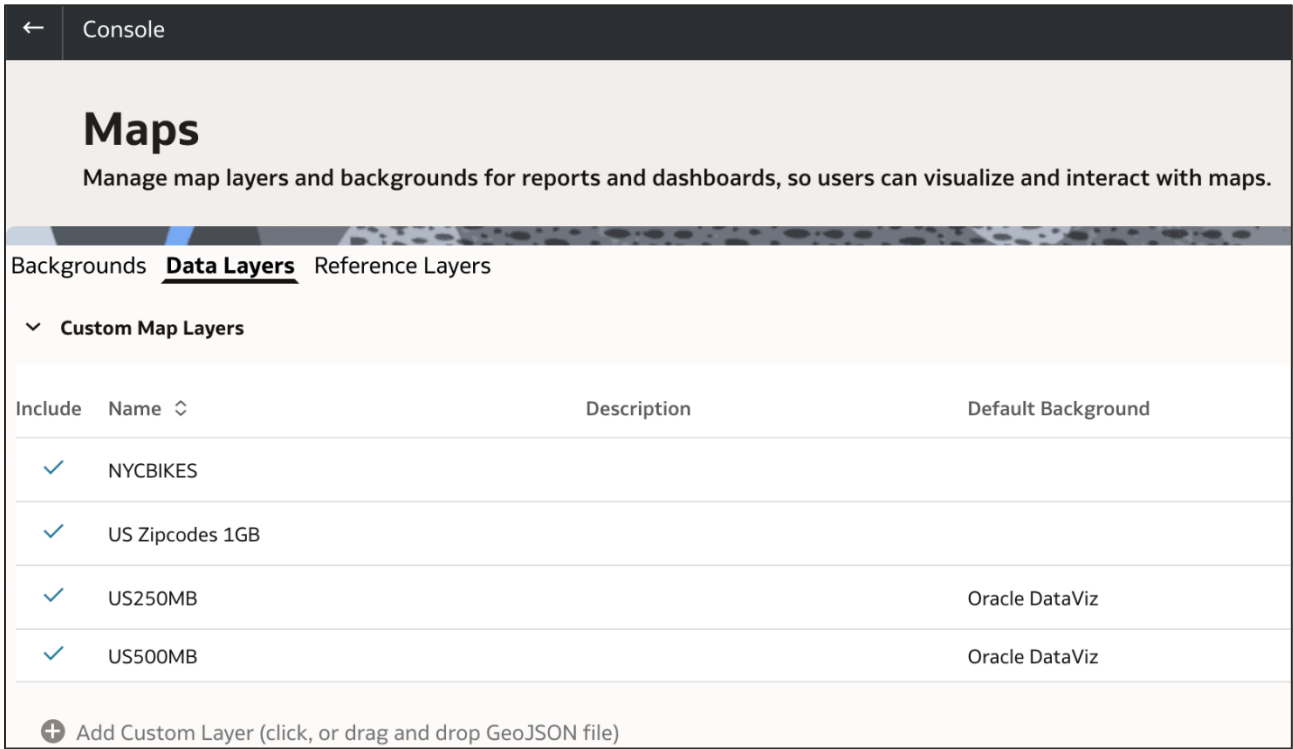 Console
Maps
Manage map layers and backgrounds for reports and dashboards, so users can visualize and interact with maps.
Backgrounds Data Layers Reference Layers
Custom Map Layers
Include Name Description Default Background
NYCBIKES
US Zipcodes 1GB
US250MB Oracle DataViz
US500MB Oracle DataViz
Add Custom Layer (click, or drag and drop GeoJSON file)